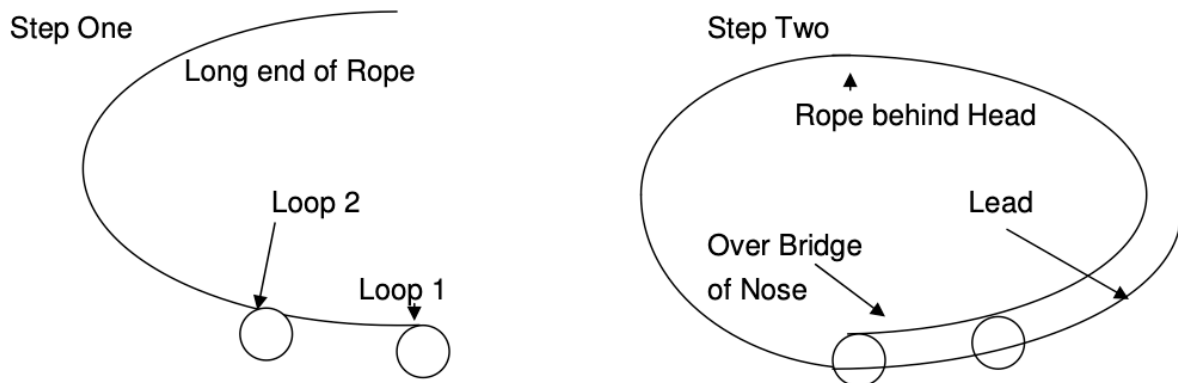 Step One
Long end of Rope
Loop 2
Loop 1
Step Two
Rope behind Head
Lead
Over Bridge
of Nose